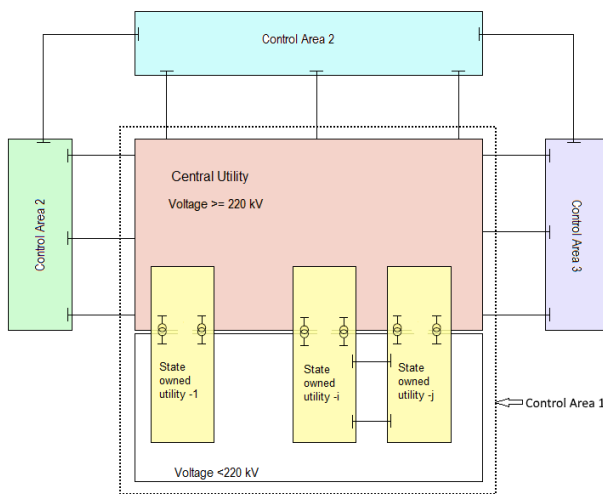 Control Area 2
Central Utility
Voltage >= 220 kV
Control Area 2
Control Area 3
State
owned
utility -1
State
owned
utility -i
State
owned
utility -j
Control Area 1
Voltage <220 kV